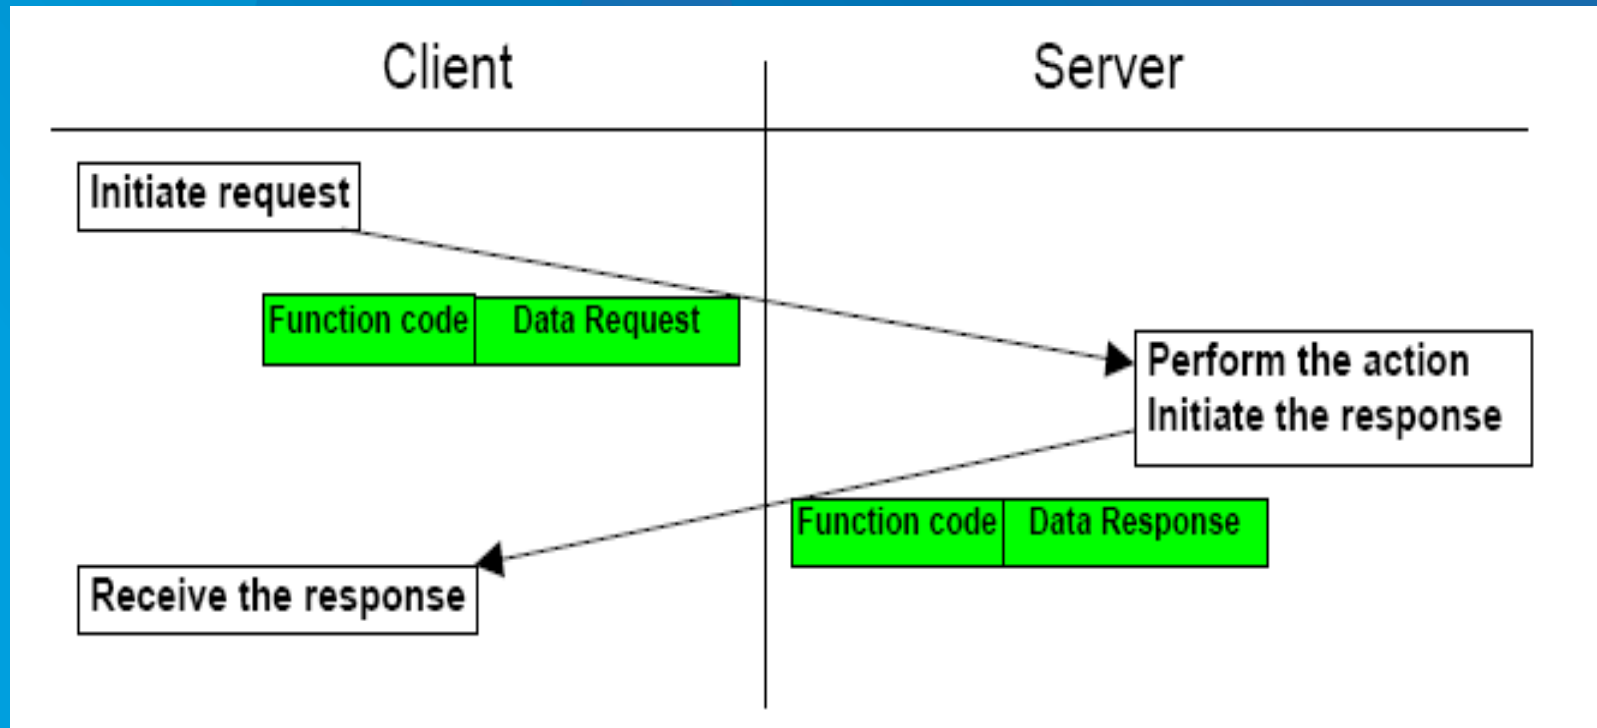 Client
Server
Initiate request
Function code
Data Request
Perform the action
Initiate the response
Function code
Data Response
Receive the response